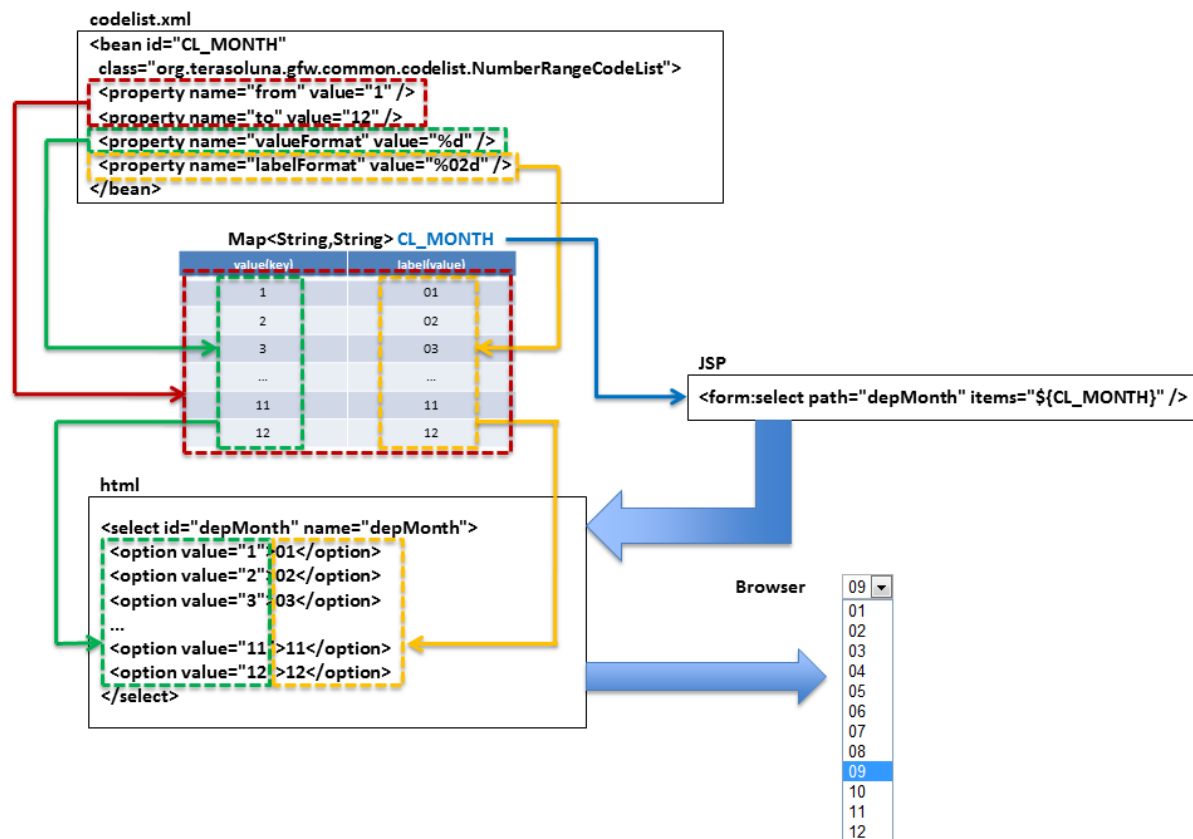 codelist.xml
<bean id="CL_MONTH"
class="org.terasoluna.gfw.common.codelist.NumberRangeCodeList">
<property name="from" value="1" />
<property name="to" value="12" />
<property name="valueFormat" value="%d" />
<property name="labelFormat" value="%02d" />
</bean>
Map<String,String> CL_MONTH
value(key) label(value)
1 01
2 02
3 03
... ...
11 11
12 12
JSP
<form:select path="depMonth" items="${CL_MONTH}" />
html
<select id="depMonth" name="depMonth">
<option value="1">01</option>
<option value="2">02</option>
<option value="3">03</option>
...
<option value="11">11</option>
<option value="12">12</option>
</select>
Browser
09
01
02
03
04
05
06
07
08
09
10
11
12